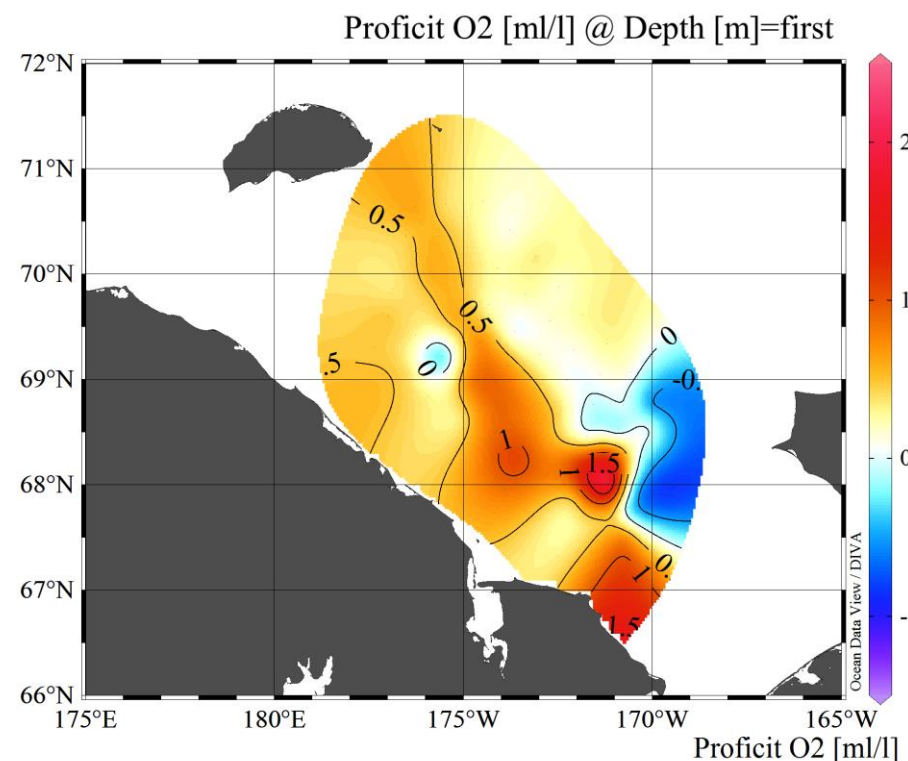 Proficit O2 [ml/l] @ Depth [m]=first
72°N
71°N
70°N
69°N
68°N
67°N
66°N
175°E
180°E
175°W
170°W
165°W
2
1
0
-
1
0.5
0.5
0
-0.
0
.5
1
1
1.5
0.
1
1.5
Ocean Data View / DIVA
Proficit O2 [ml/l]